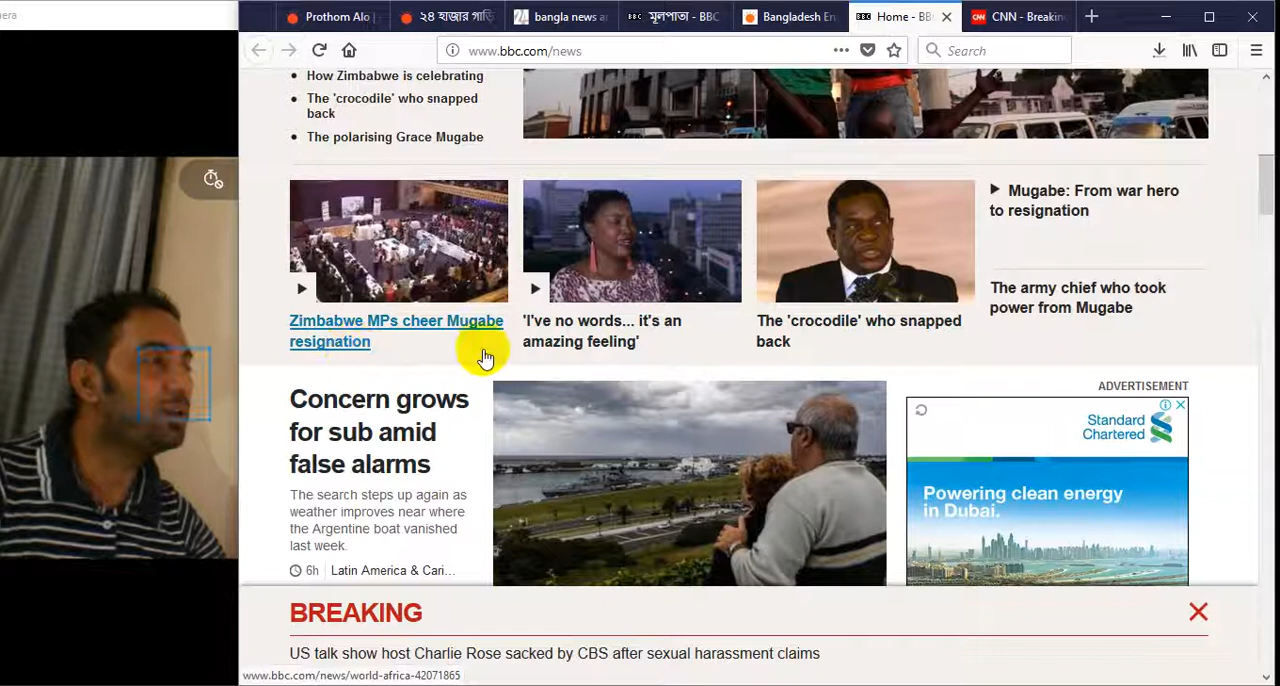 nera
Prothom Alo |
২৪ হাজার গাড়ি
bangla news an
BBC মূলপাতা - BBC
Bangladesh En
BBC Home - BB
CNN CNN - Breakin
www.bbc.com/news
Search
How Zimbabwe is celebrating
The 'crocodile' who snapped
back
The polarising Grace Mugabe
Zimbabwe MPs cheer Mugabe
resignation
'I've no words... it's an
amazing feeling'
The 'crocodile' who snapped
back
Mugabe: From war hero
to resignation
The army chief who took
power from Mugabe
Concern grows
for sub amid
false alarms
The search steps up again as
weather improves near where
the Argentine boat vanished
last week.
6h Latin America & Cari...
ADVERTISEMENT
Standard
Chartered
Powering clean energy
in Dubai.
BREAKING
US talk show host Charlie Rose sacked by CBS after sexual harassment claims
www.bbc.com/news/world-africa-42071865